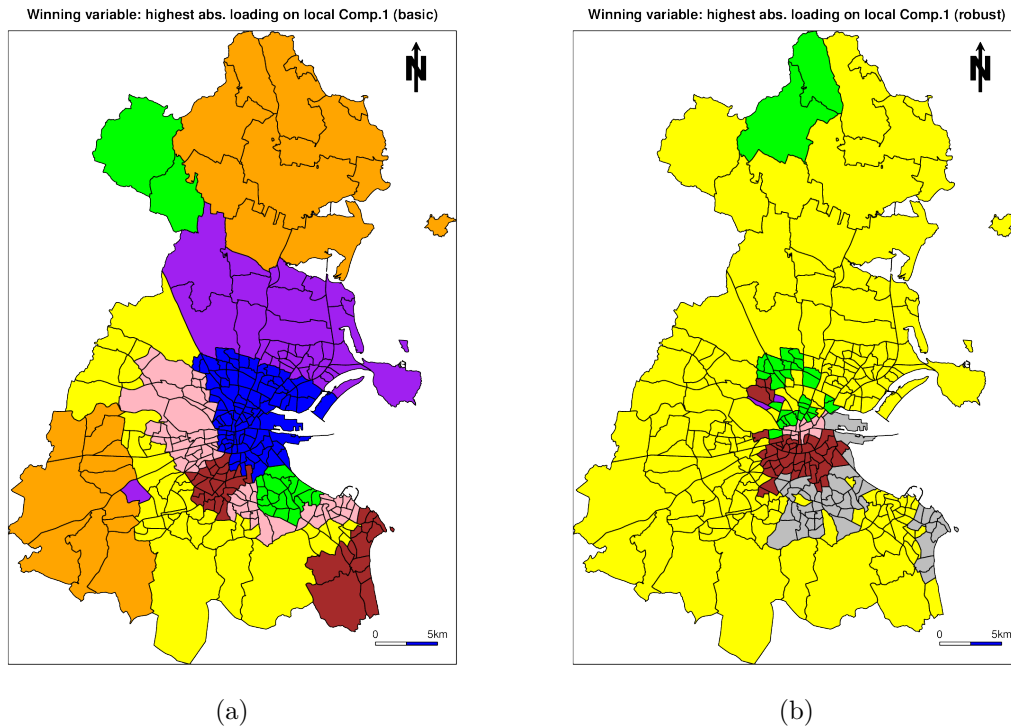 Winning variable: highest abs. loading on local Comp.1 (basic)
Winning variable: highest abs. loading on local Comp.1 (robust)
N
N
0 5km
0 5km
(a)
(b)